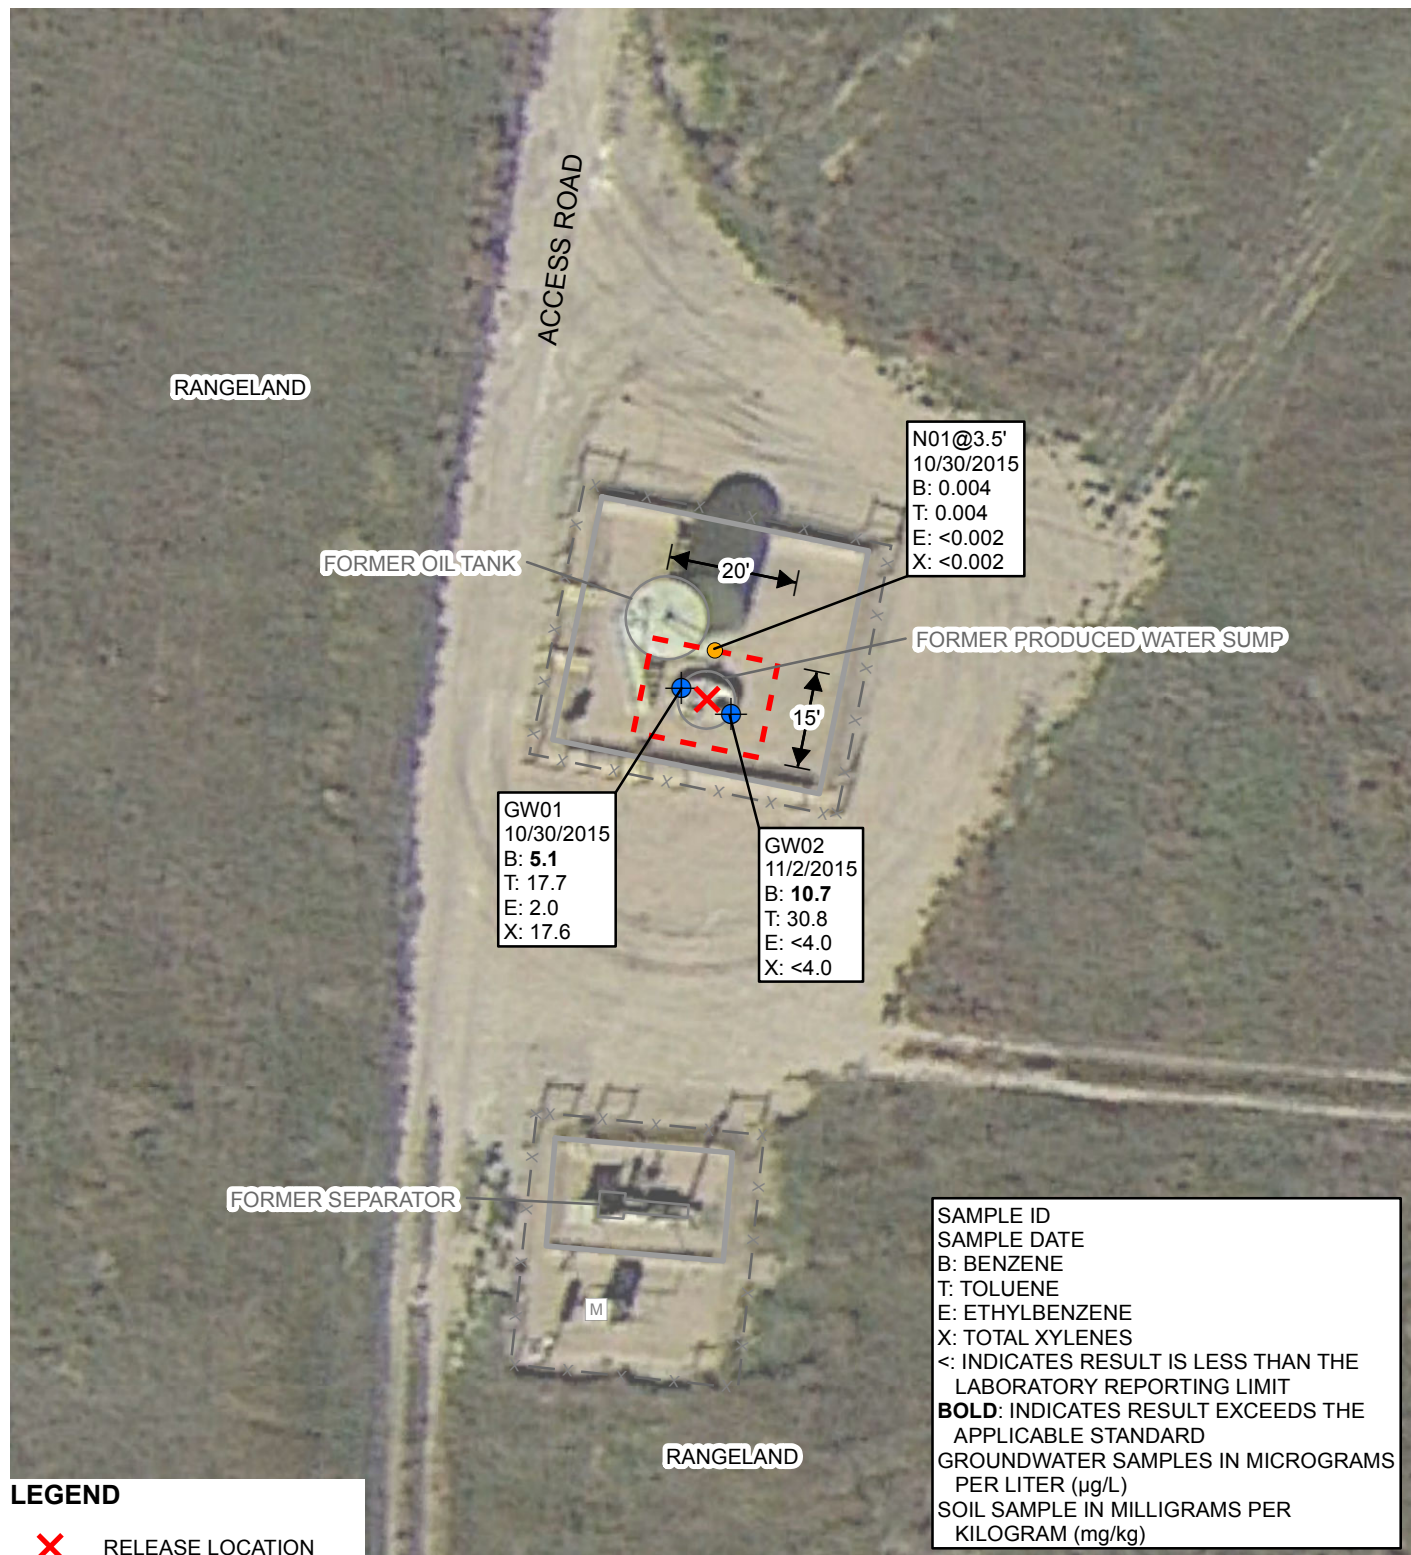 ACCESS ROAD
RANGELAND
N01@3.5'
10/30/2015
B: 0.004
T: 0.004
E: <0.002
X: <0.002
FORMER OIL TANK
20'
FORMER PRODUCED WATER SUMP
15'
GW01
10/30/2015
B: 5.1
T: 17.7
E: 2.0
X: 17.6
GW02
11/2/2015
B: 10.7
T: 30.8
E: <4.0
X: <4.0
FORMER SEPARATOR
M
RANGELAND
SAMPLE ID
SAMPLE DATE
B: BENZENE
T: TOLUENE
E: ETHYLBENZENE
X: TOTAL XYLENES
<: INDICATES RESULT IS LESS THAN THE
LABORATORY REPORTING LIMIT
BOLD: INDICATES RESULT EXCEEDS THE
APPLICABLE STANDARD
GROUNDWATER SAMPLES IN MICROGRAMS
PER LITER (µg/L)
SOIL SAMPLE IN MILLIGRAMS PER
KILOGRAM (mg/kg)
LEGEND
RELEASE LOCATION